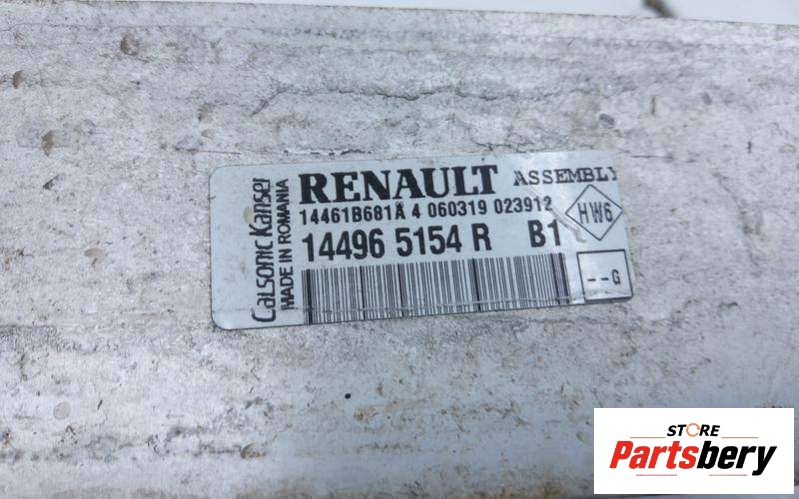 Calsonic Kansei
MADE IN ROMANIA
RENAULT ASSEMBLY
14461B681A 4 060319 023912
14496 5154 R B1
HW6
--G
STORE
Partsbery